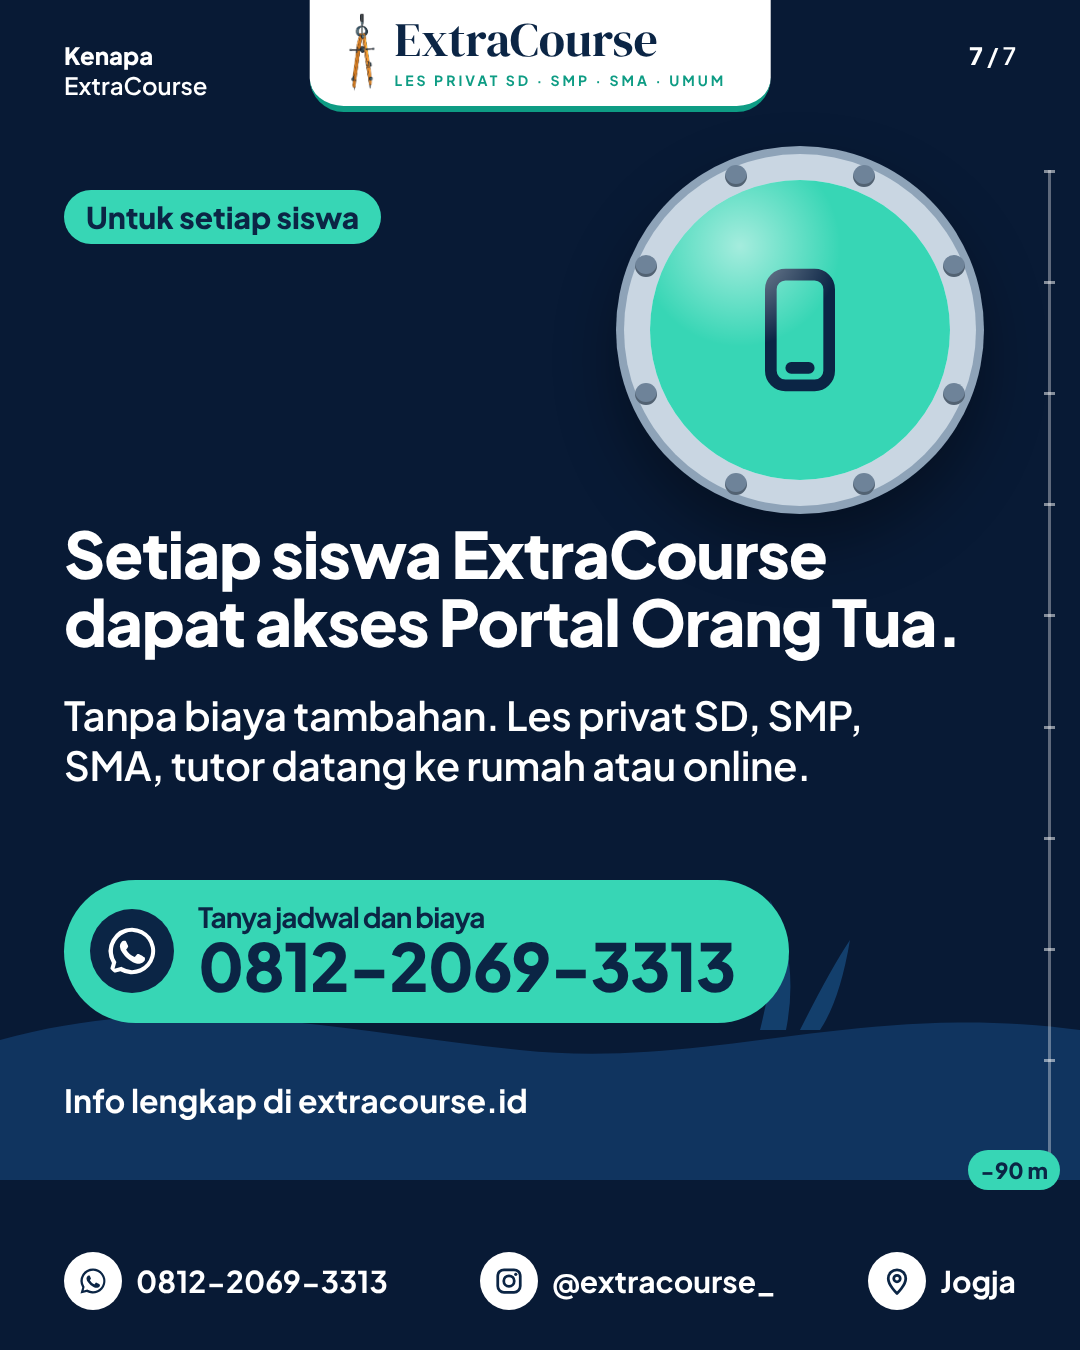 Kenapa
ExtraCourse
ExtraCourse
LES PRIVAT SD · SMP · SMA · UMUM
7 / 7
Untuk setiap siswa
Setiap siswa ExtraCourse
dapat akses Portal Orang Tua.
Tanpa biaya tambahan. Les privat SD, SMP,
SMA, tutor datang ke rumah atau online.
Tanya jadwal dan biaya
0812-2069-3313
Info lengkap di extracourse.id
-90 m
0812-2069-3313
@extracourse_
Jogja